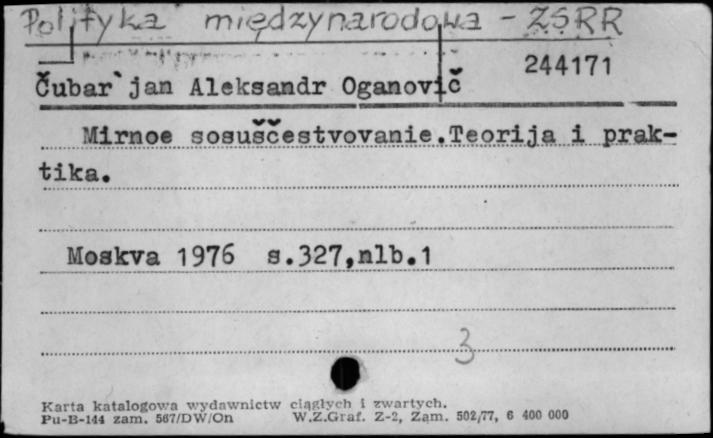 Polityka międzynarodowa - ZSRR
244171
Čubar`jan Aleksandr Oganovič
Mirnoe sosuščestvovanie.Teorija i prak-
tika.
Moskva 1976 s.327,nlb.1
3
Karta katalogowa wydawnictw ciągłych i zwartych.
Pu-B-144 zam. 567/DW/On W.Z.Graf. Z-2, Zam. 502/77, 6 400 000